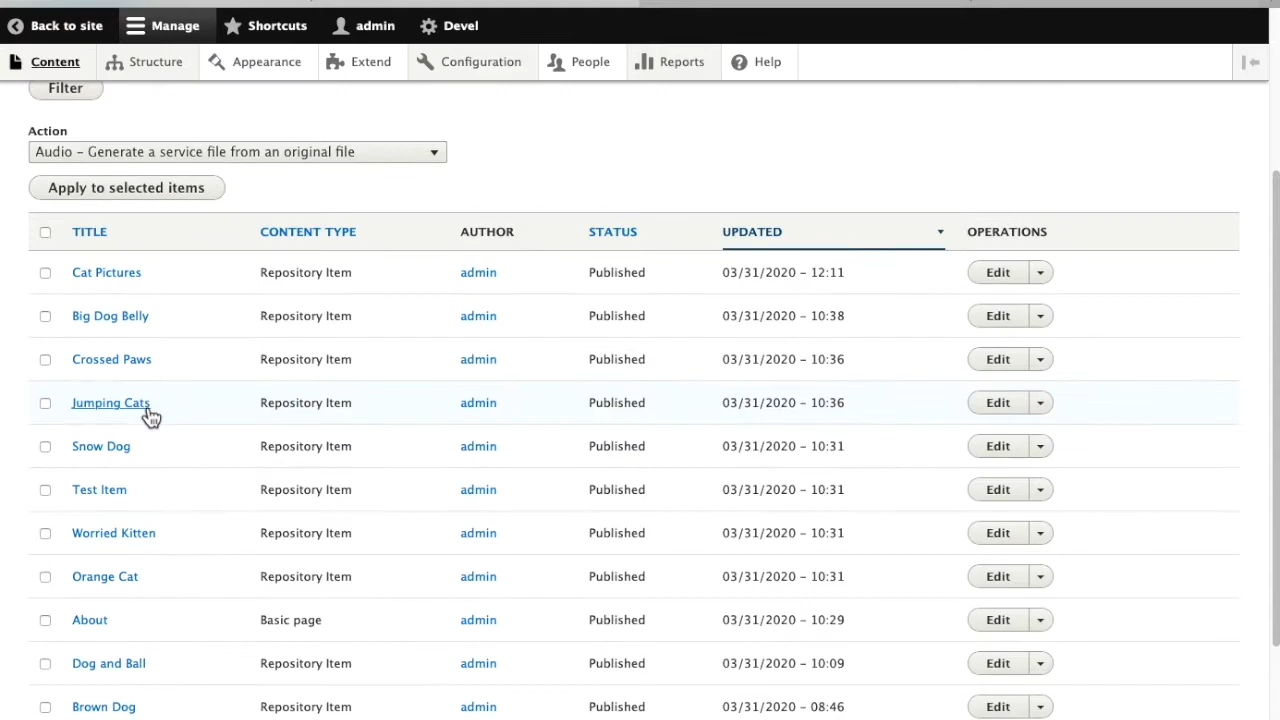 Back to site Manage Shortcuts admin Devel
Content Structure Appearance Extend Configuration People Reports Help
Filter
Action
Audio - Generate a service file from an original file
Apply to selected items
TITLE CONTENT TYPE AUTHOR STATUS UPDATED OPERATIONS
Cat Pictures Repository Item admin Published 03/31/2020 - 12:11 Edit
Big Dog Belly Repository Item admin Published 03/31/2020 - 10:38 Edit
Crossed Paws Repository Item admin Published 03/31/2020 - 10:36 Edit
Jumping Cats Repository Item admin Published 03/31/2020 - 10:36 Edit
Snow Dog Repository Item admin Published 03/31/2020 - 10:31 Edit
Test Item Repository Item admin Published 03/31/2020 - 10:31 Edit
Worried Kitten Repository Item admin Published 03/31/2020 - 10:31 Edit
Orange Cat Repository Item admin Published 03/31/2020 - 10:31 Edit
About Basic page admin Published 03/31/2020 - 10:29 Edit
Dog and Ball Repository Item admin Published 03/31/2020 - 10:09 Edit
Brown Dog Repository Item admin Published 03/31/2020 - 08:46 Edit